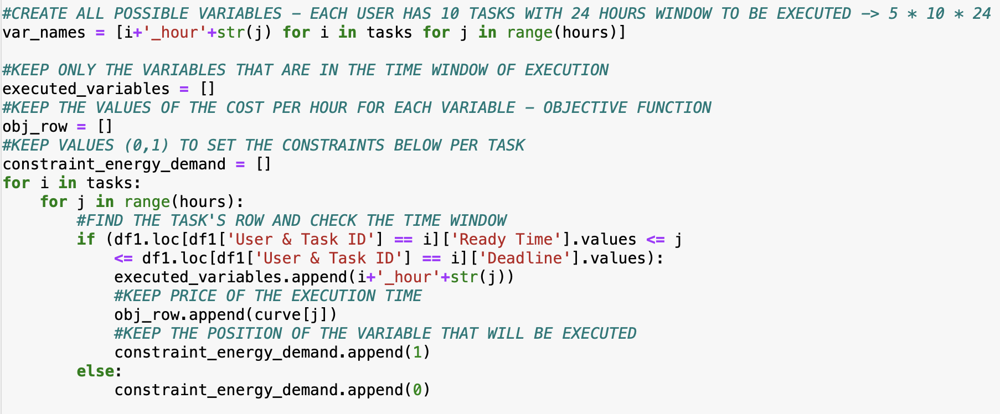 #CREATE ALL POSSIBLE VARIABLES – EACH USER HAS 10 TASKS WITH 24 HOURS WINDOW TO BE EXECUTED –> 5 * 10 * 24
var_names = [i+'_hour'+str(j) for i in tasks for j in range(hours)]

#KEEP ONLY THE VARIABLES THAT ARE IN THE TIME WINDOW OF EXECUTION
executed_variables = []
#KEEP THE VALUES OF THE COST PER HOUR FOR EACH VARIABLE – OBJECTIVE FUNCTION
obj_row = []
#KEEP VALUES (0,1) TO SET THE CONSTRAINTS BELOW PER TASK
constraint_energy_demand = []
for i in tasks:
    for j in range(hours):
        #FIND THE TASK'S ROW AND CHECK THE TIME WINDOW
        if (df1.loc[df1['User & Task ID'] == i]['Ready Time'].values <= j
            <= df1.loc[df1['User & Task ID'] == i]['Deadline'].values):
            executed_variables.append(i+'_hour'+str(j))
            #KEEP PRICE OF THE EXECUTION TIME
            obj_row.append(curve[j])
            #KEEP THE POSITION OF THE VARIABLE THAT WILL BE EXECUTED
            constraint_energy_demand.append(1)
        else:
            constraint_energy_demand.append(0)